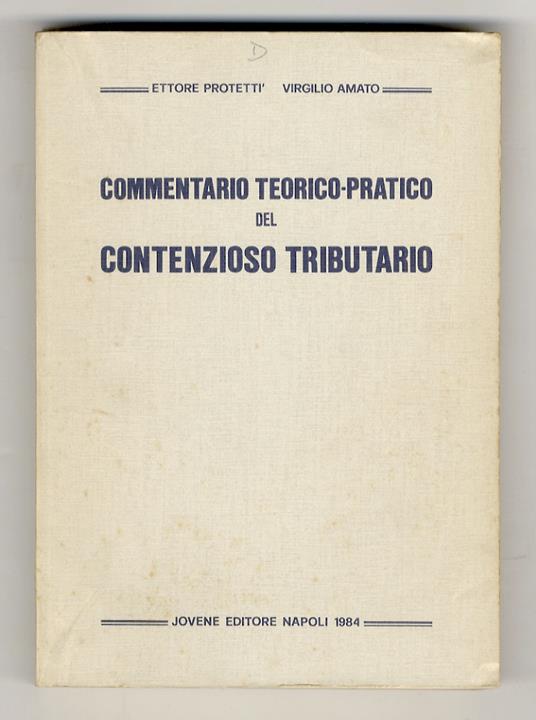 D
ETTORE PROTETTI' VIRGILIO AMATO
COMMENTARIO TEORICO-PRATICO
DEL
CONTENZIOSO TRIBUTARIO
JOVENE EDITORE NAPOLI 1984